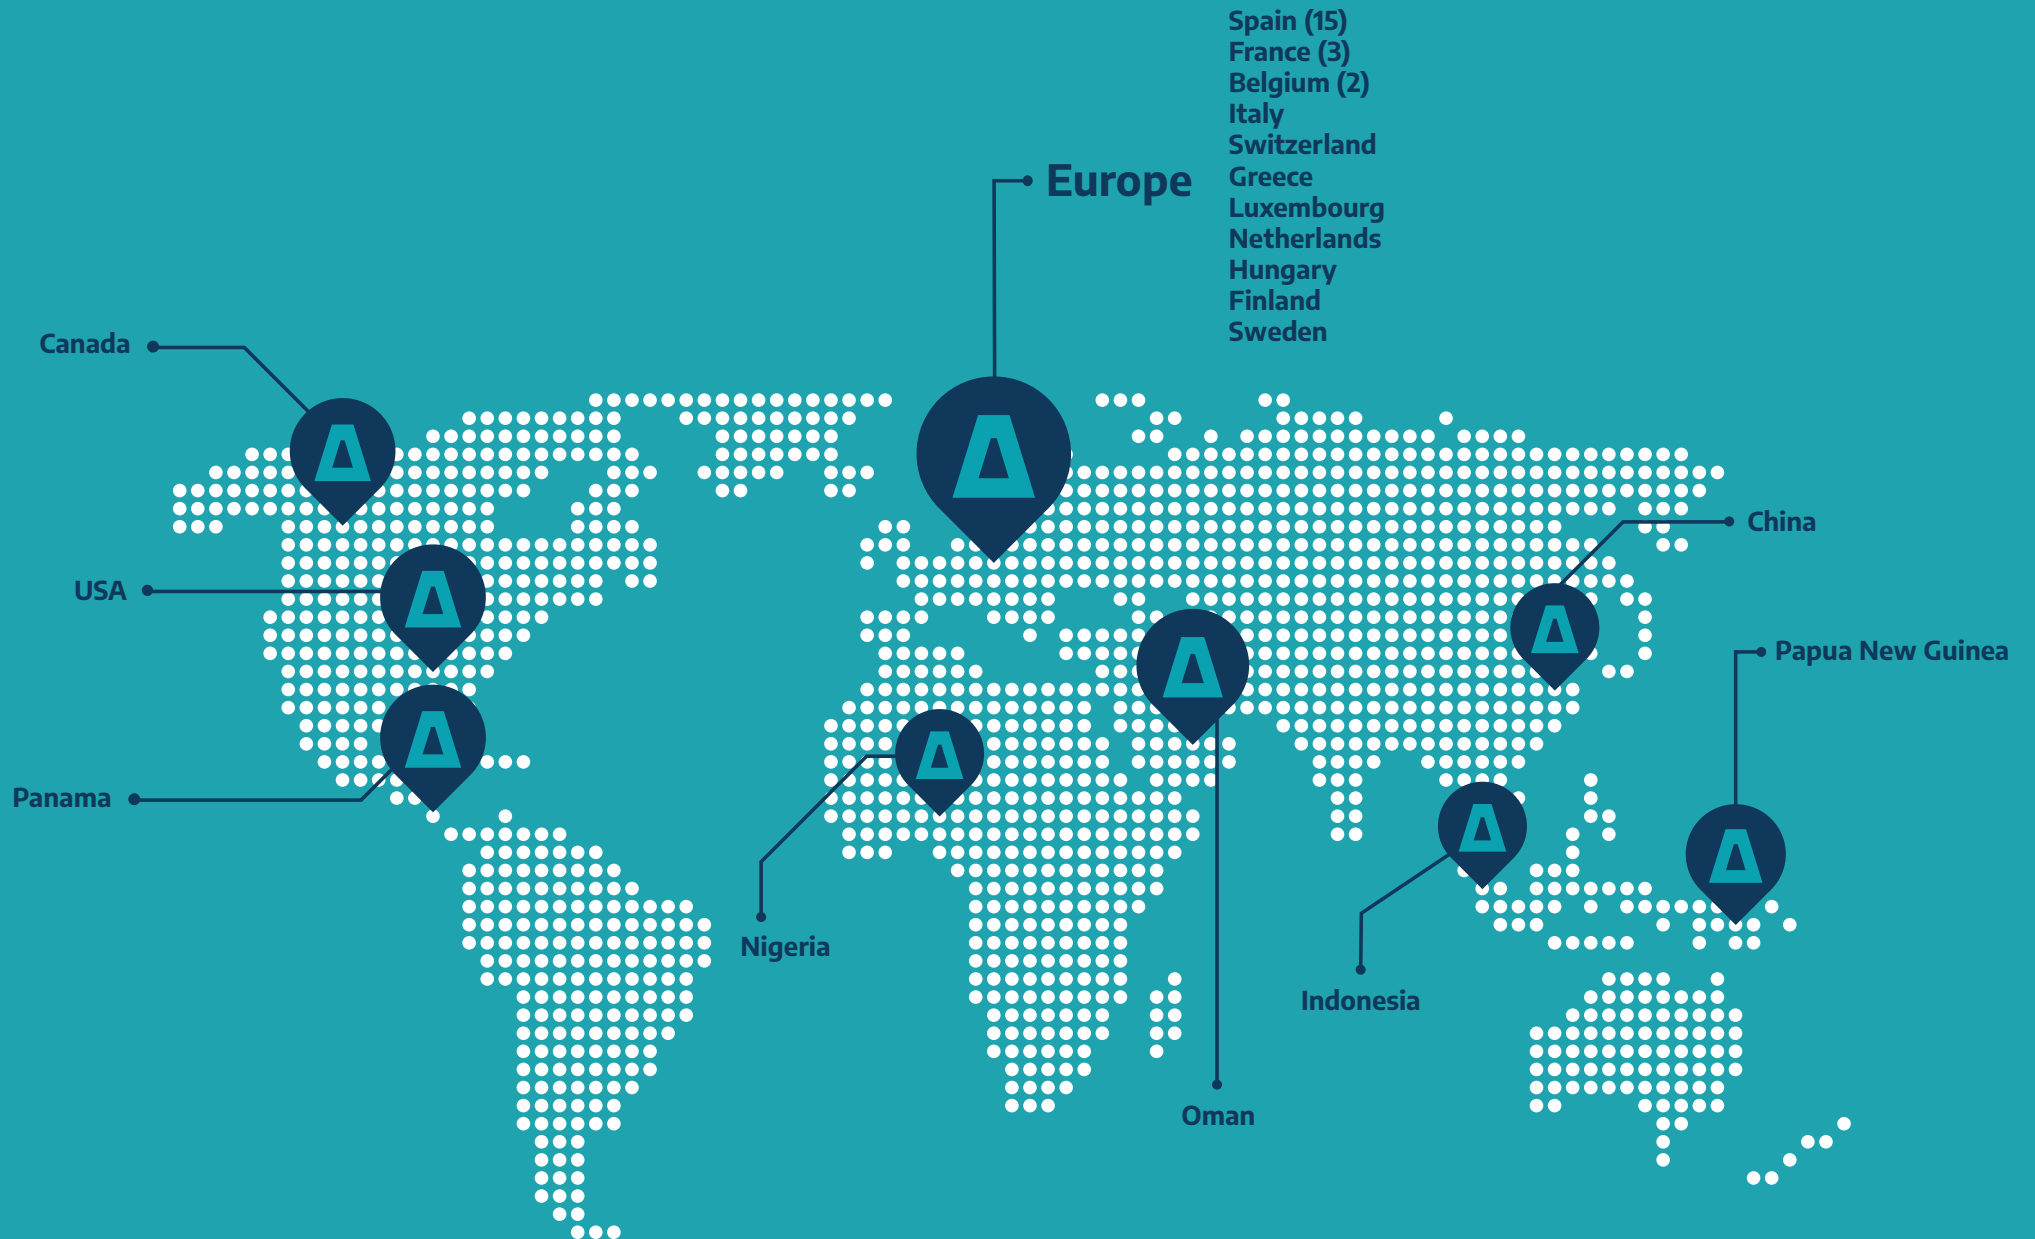 Spain (15)
France (3)
Belgium (2)
Italy
Switzerland
Europe
Greece
Luxembourg
Netherlands
Hungary
Finland
Sweden
Canada
China
USA
Papua New Guinea
Panama
Nigeria
Indonesia
Oman